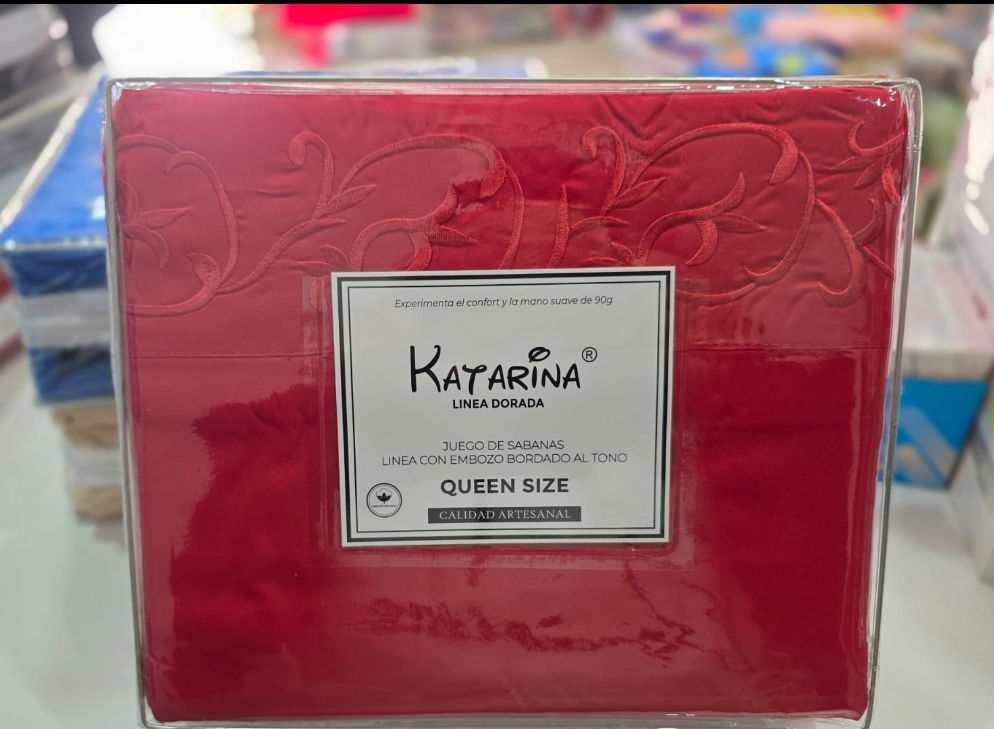 Experimenta el confort y la mano suave de 90g
KATARINA®
LINEA DORADA
JUEGO DE SABANAS
LINEA CON EMBOZO BORDADO AL TONO
QUEEN SIZE
CALIDAD ARTESANAL